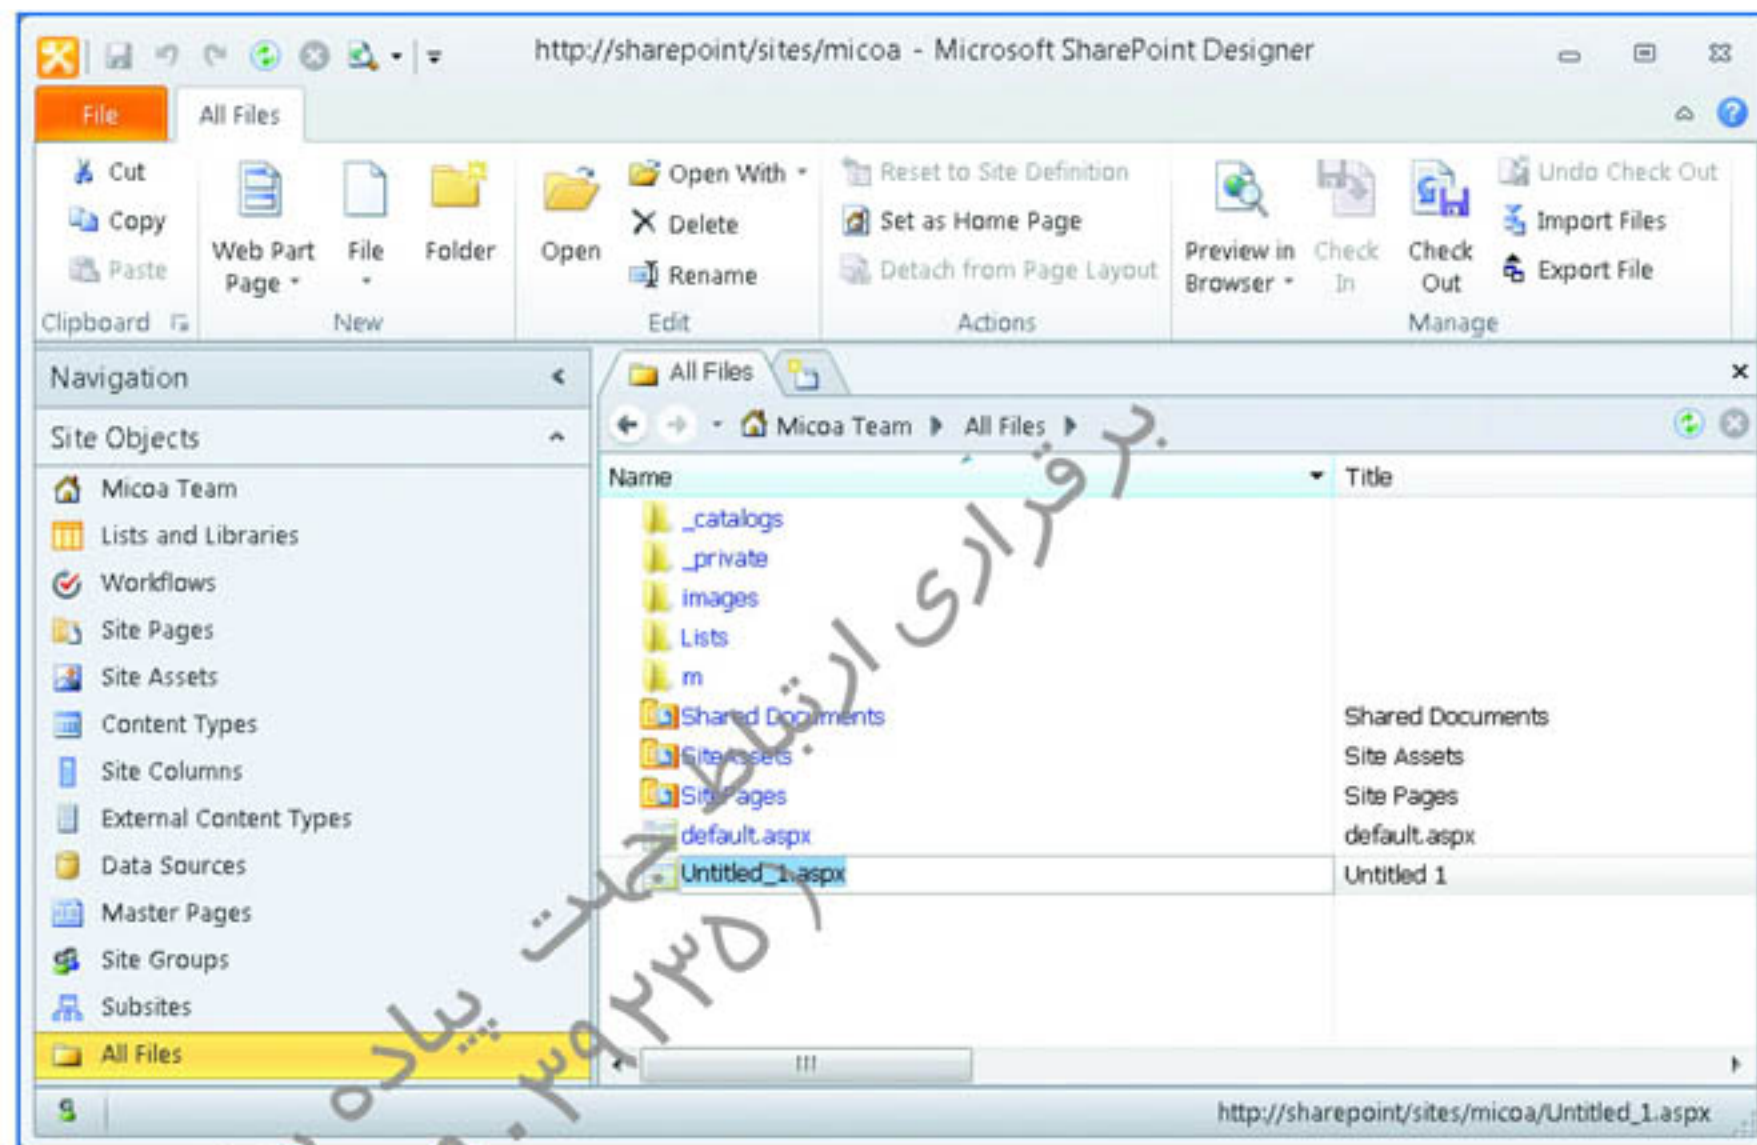 http://sharepoint/sites/micoa - Microsoft SharePoint Designer
File All Files
Cut
Copy
Paste
Clipboard
Web Part Page
File
Folder
New
Open
Open With
Delete
Rename
Edit
Reset to Site Definition
Set as Home Page
Detach from Page Layout
Actions
Preview in Browser
Check In
Check Out
Undo Check Out
Import Files
Export File
Manage
Navigation
Site Objects
Micoa Team
Lists and Libraries
Workflows
Site Pages
Site Assets
Content Types
Site Columns
External Content Types
Data Sources
Master Pages
Site Groups
Subsites
All Files
All Files
Micoa Team All Files
Name Title
_catalogs
_private
images
Lists
m
Shared Documents Shared Documents
SiteAssets Site Assets
SitePages Site Pages
default.aspx default.aspx
Untitled_1.aspx Untitled 1
http://sharepoint/sites/micoa/Untitled_1.aspx
برقراری ارتباط جهت